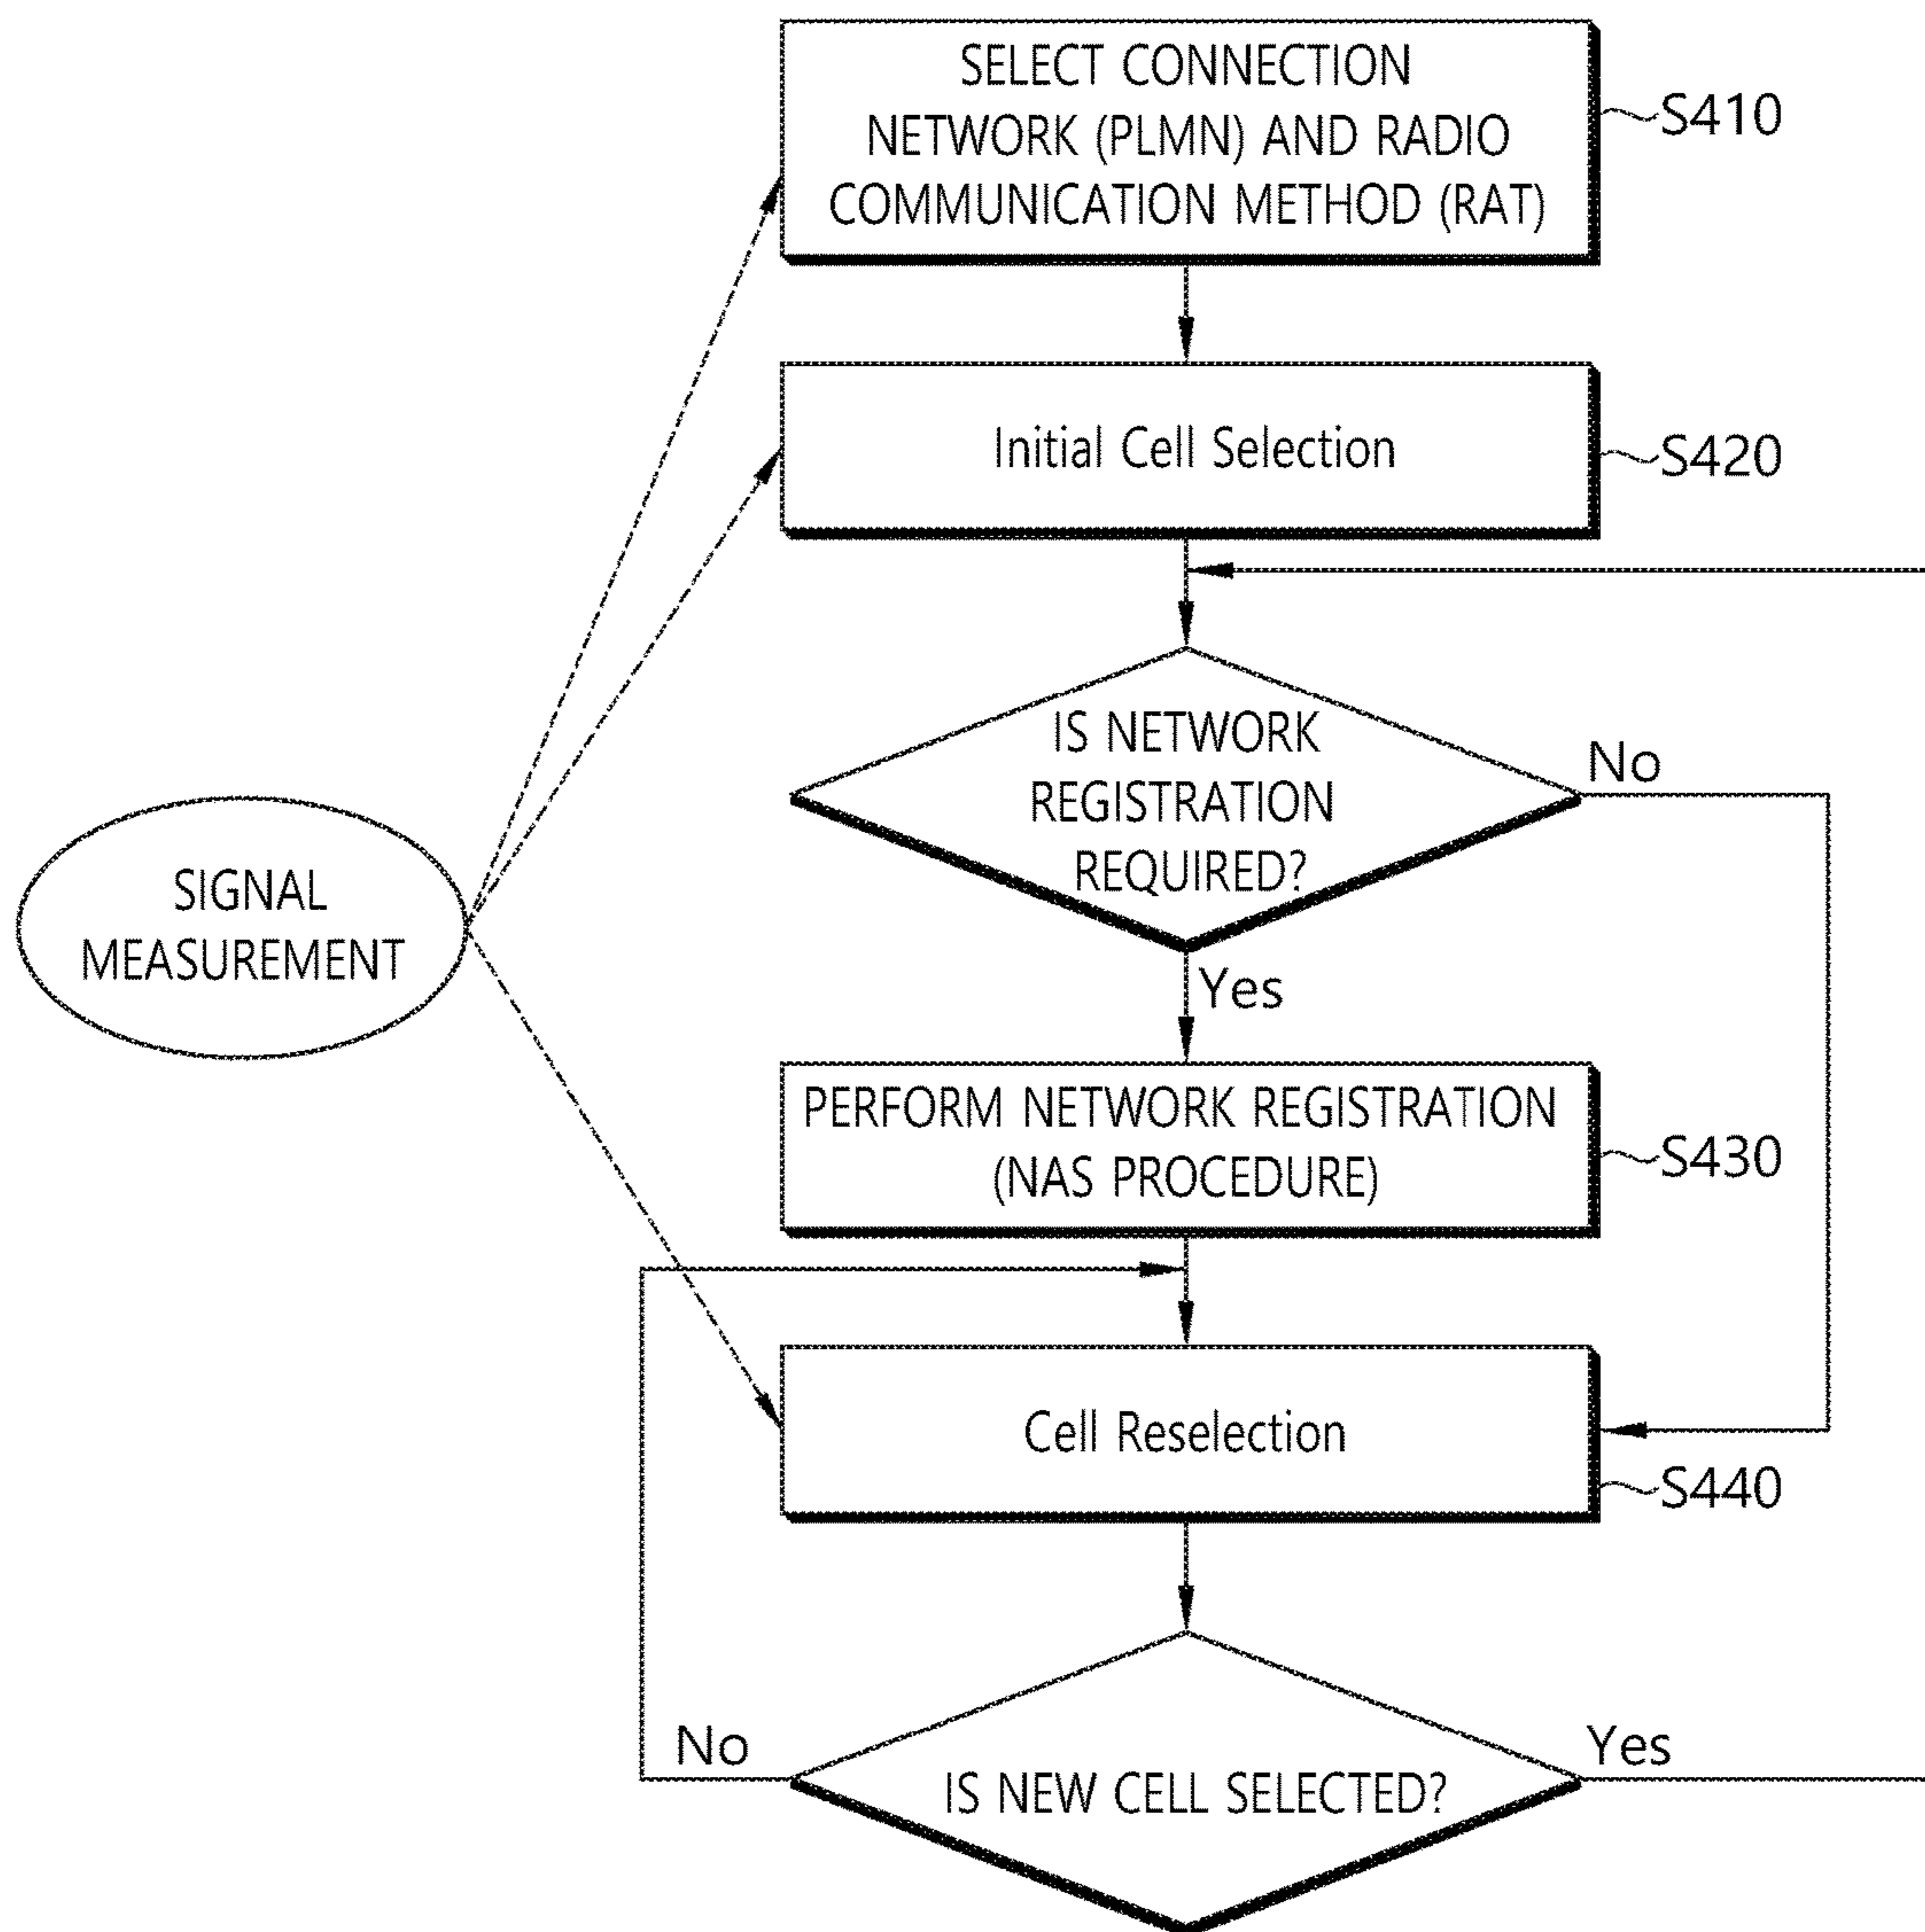 SELECT CONNECTION
NETWORK (PLMN) AND RADIO
COMMUNICATION METHOD (RAT)
S410
Initial Cell Selection
S420
IS NETWORK
REGISTRATION
REQUIRED?
No
Yes
SIGNAL
MEASUREMENT
PERFORM NETWORK REGISTRATION
(NAS PROCEDURE)
S430
Cell Reselection
S440
No
Yes
IS NEW CELL SELECTED?